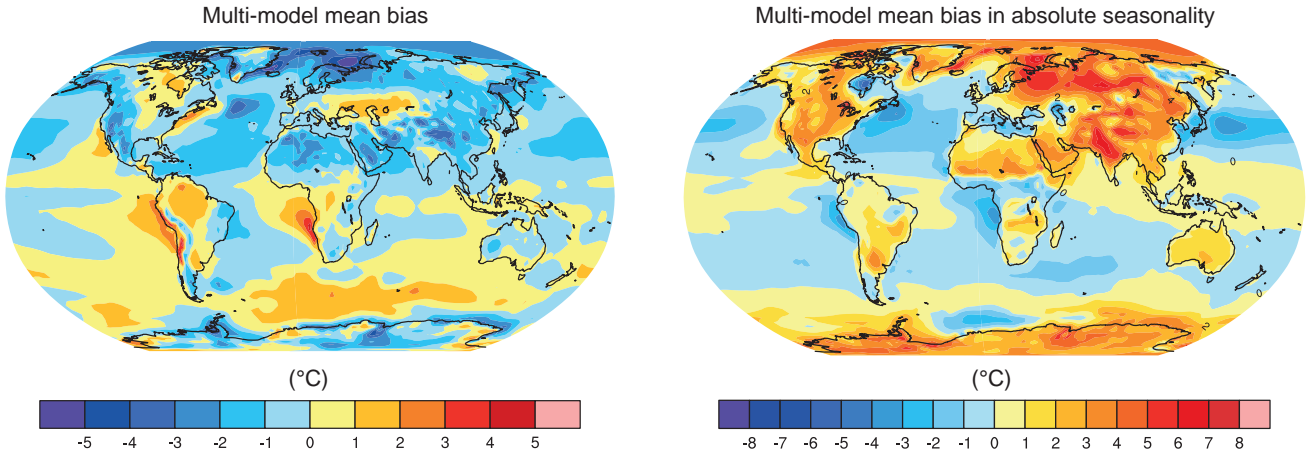 Multi-model mean bias
Multi-model mean bias in absolute seasonality
(°C)
(°C)
-5 -4 -3 -2 -1 0 1 2 3 4 5
-8 -7 -6 -5 -4 -3 -2 -1 0 1 2 3 4 5 6 7 8